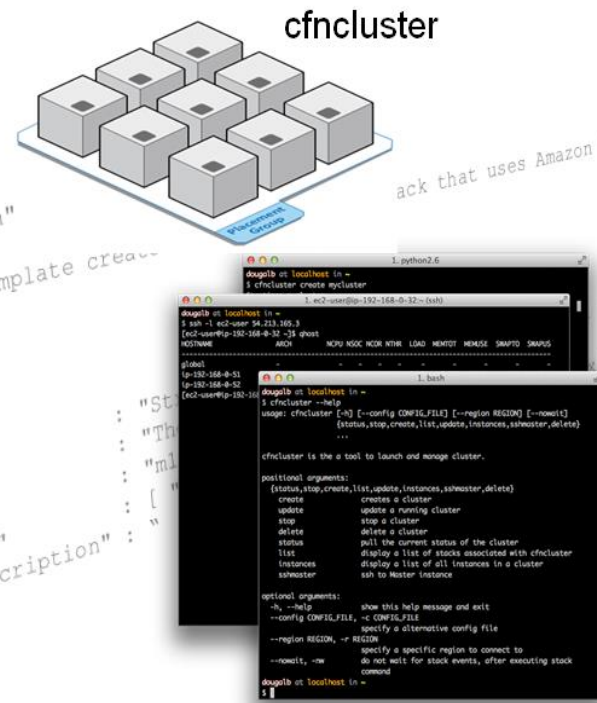 cfncluster
Placement
Group
ack that uses Amazon
mplate creat
1. python2.6
dougalb at localhost in ~
$ cfncluster create mycluster
1. ec2-user@ip-192-168-0-32:~ (ssh)
dougalb at localhost in ~
$ ssh -l ec2-user 54.213.165.3
[ec2-user@ip-192-168-0-32 ~]$ qhost
HOSTNAME ARCH NCPU NSOC NCOR NTHR LOAD MEMTOT MEMUSE SWAPTO SWAPUS
global - - - - - - - - - -
ip-192-168-0-51
ip-192-168-0-52
[ec2-user@ip-192-16
: "St
: "The
: "m1
: [ "
cription" : "
1. bash
dougalb at localhost in ~
$ cfncluster --help
usage: cfncluster [-h] [--config CONFIG_FILE] [--region REGION] [--nowait]
{status,stop,create,list,update,instances,sshmaster,delete}
...
cfncluster is the a tool to launch and manage cluster.
positional arguments:
{status,stop,create,list,update,instances,sshmaster,delete}
create creates a cluster
update update a running cluster
stop stop a cluster
delete delete a cluster
status pull the current status of the cluster
list display a list of stacks associated with cfncluster
instances display a list of all instances in a cluster
sshmaster ssh to Master instance
optional arguments:
-h, --help show this help message and exit
--config CONFIG_FILE, -c CONFIG_FILE
specify a alternative config file
--region REGION, -r REGION
specify a specific region to connect to
--nowait, -nw do not wait for stack events, after executing stack
command
dougalb at localhost in ~
$